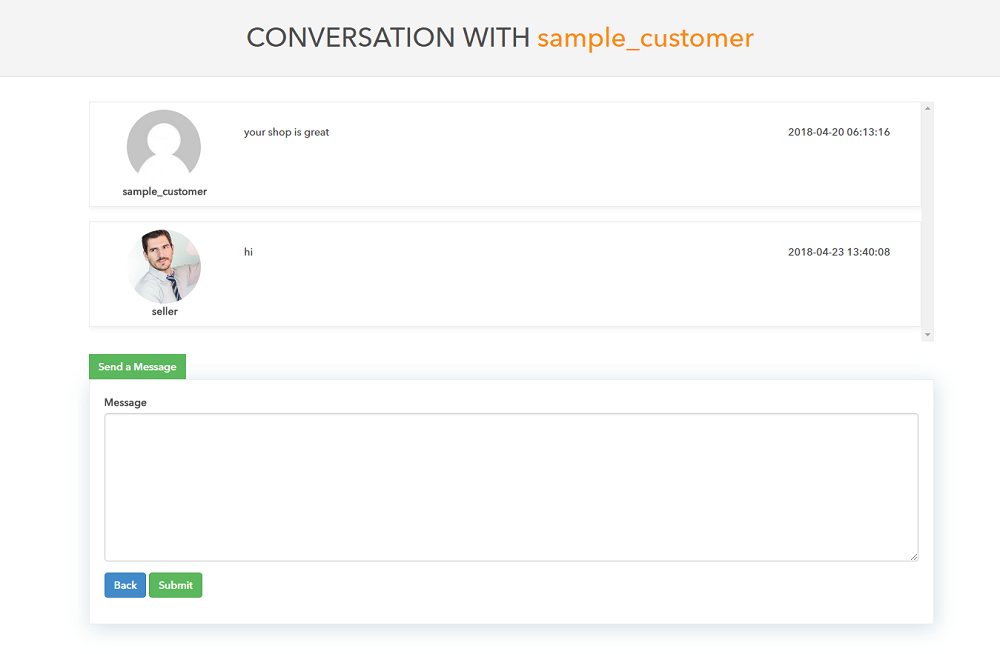 CONVERSATION WITH sample_customer
your shop is great 2018-04-20 06:13:16
sample_customer
hi 2018-04-23 13:40:08
seller
Send a Message
Message
Back Submit